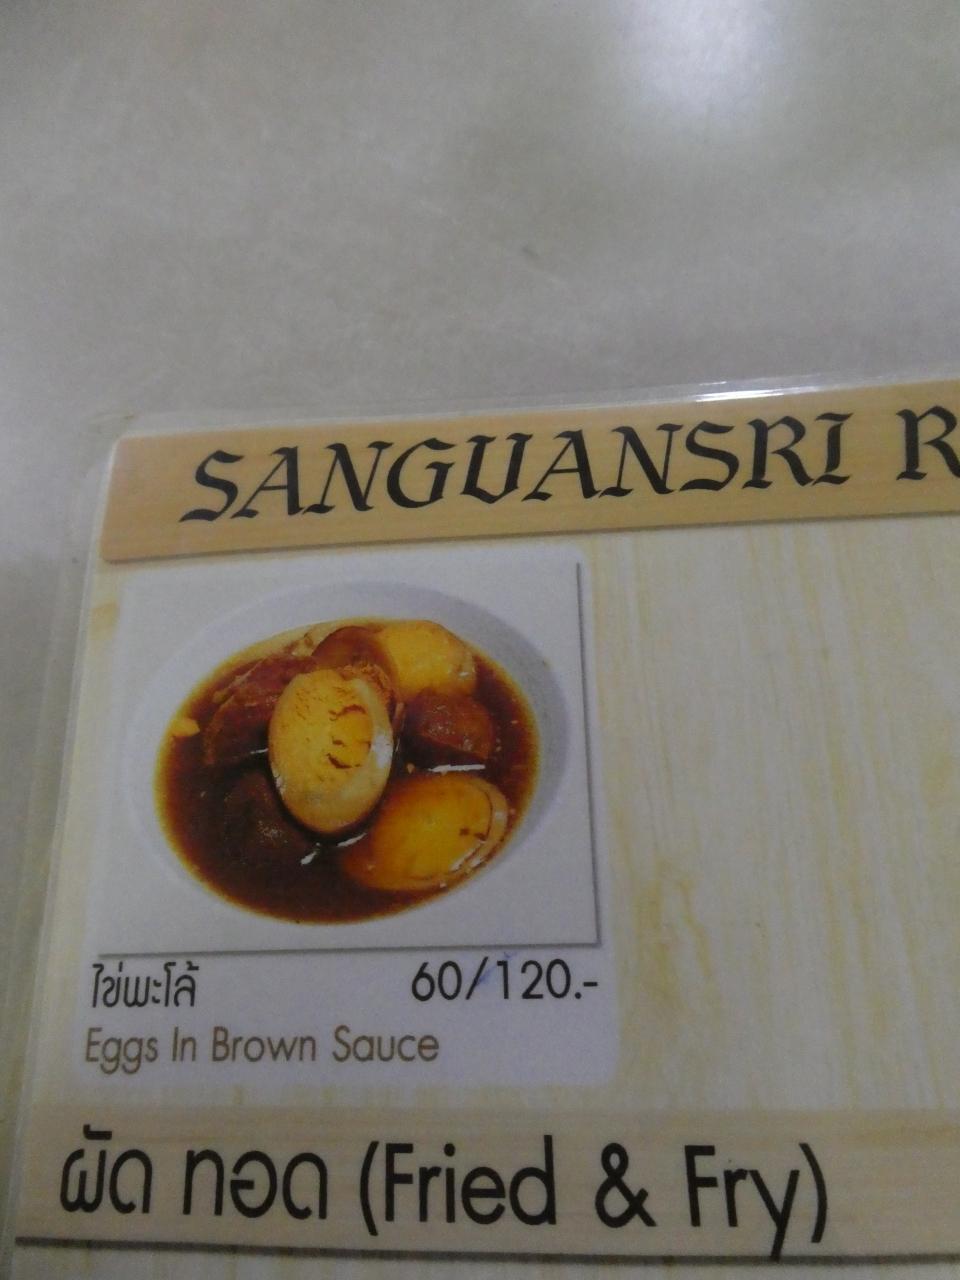 SANGUANSRI R
ไข่พะโล้ 60/120.-
Eggs In Brown Sauce
ผัด ทอด (Fried & Fry)